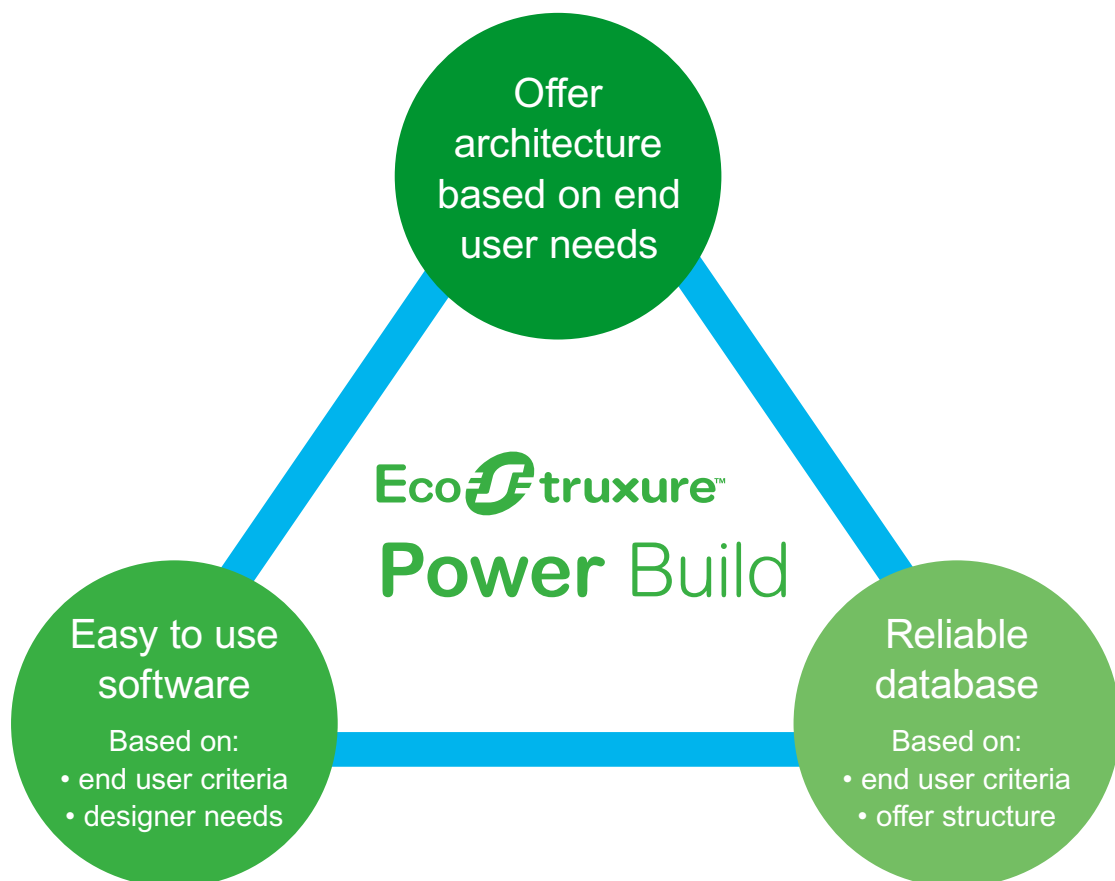 Offer
architecture
based on end
user needs
EcoStruxure™
Power Build
Easy to use
software
Based on:
• end user criteria
• designer needs
Reliable
database
Based on:
• end user criteria
• offer structure